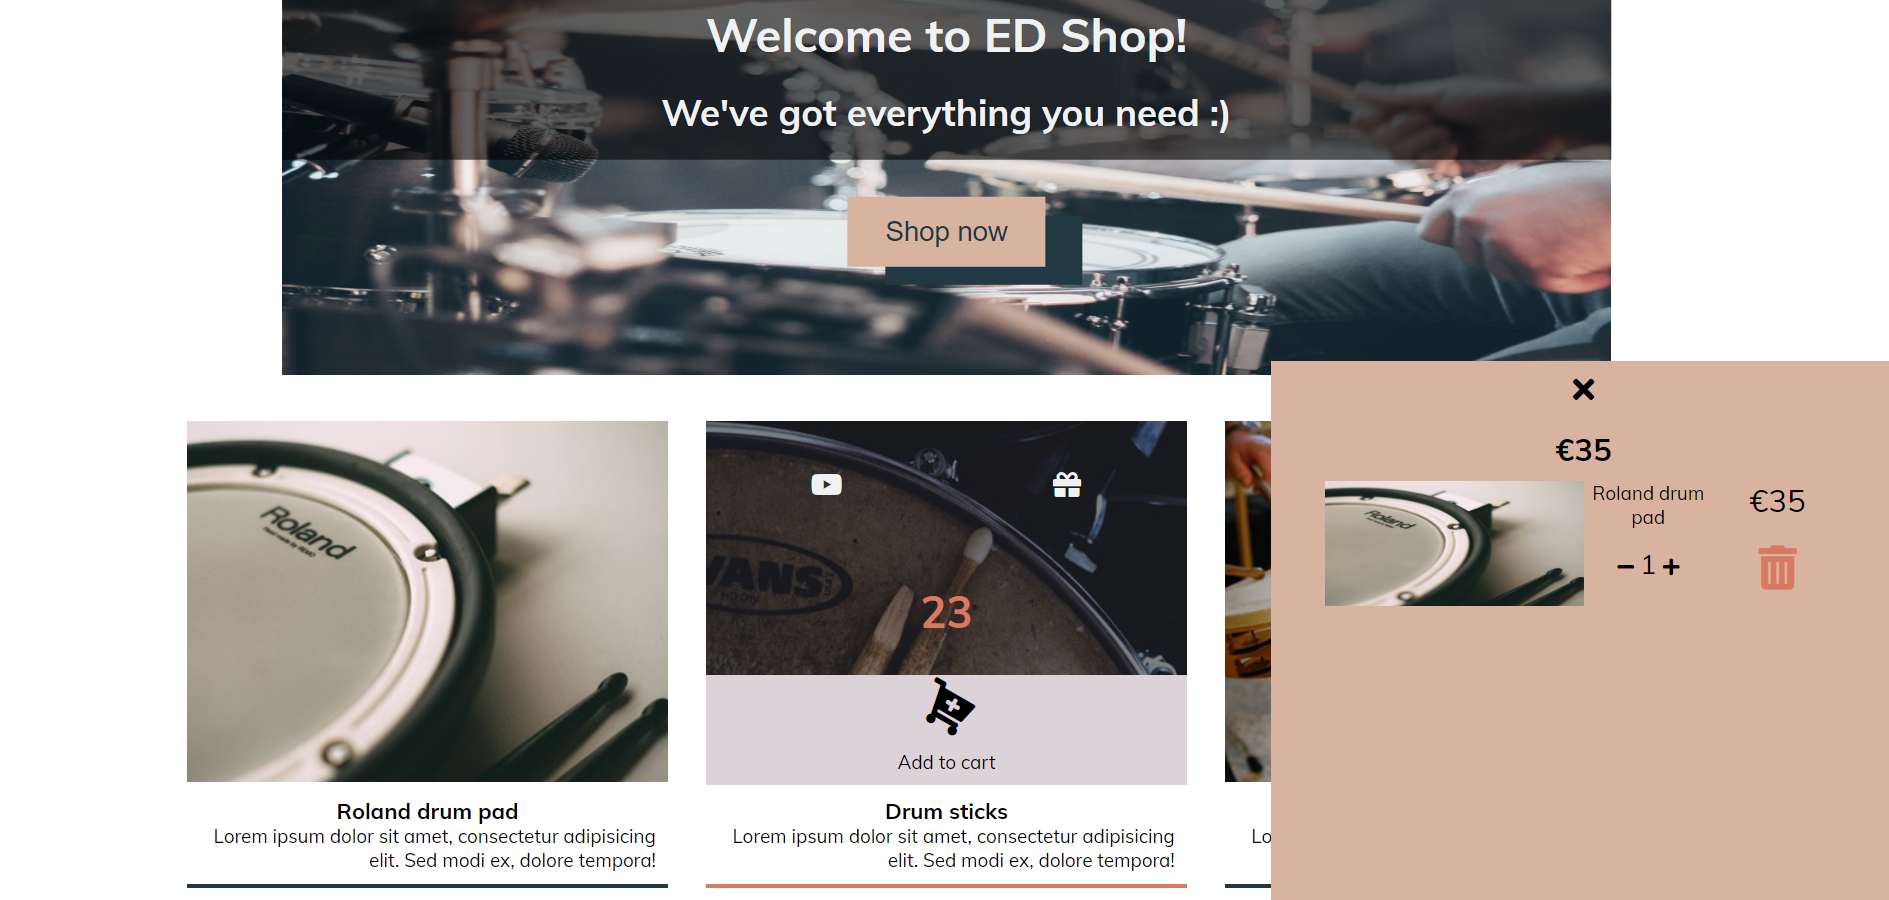 Welcome to ED Shop!
We've got everything you need :)
Shop now
€35
Roland drum
pad
€35
1
Roland
Roland
VANS
HD Dry
23
Add to cart
Roland drum pad
Lorem ipsum dolor sit amet, consectetur adipisicing
elit. Sed modi ex, dolore tempora!
Drum sticks
Lorem ipsum dolor sit amet, consectetur adipisicing
elit. Sed modi ex, dolore tempora!
Lo